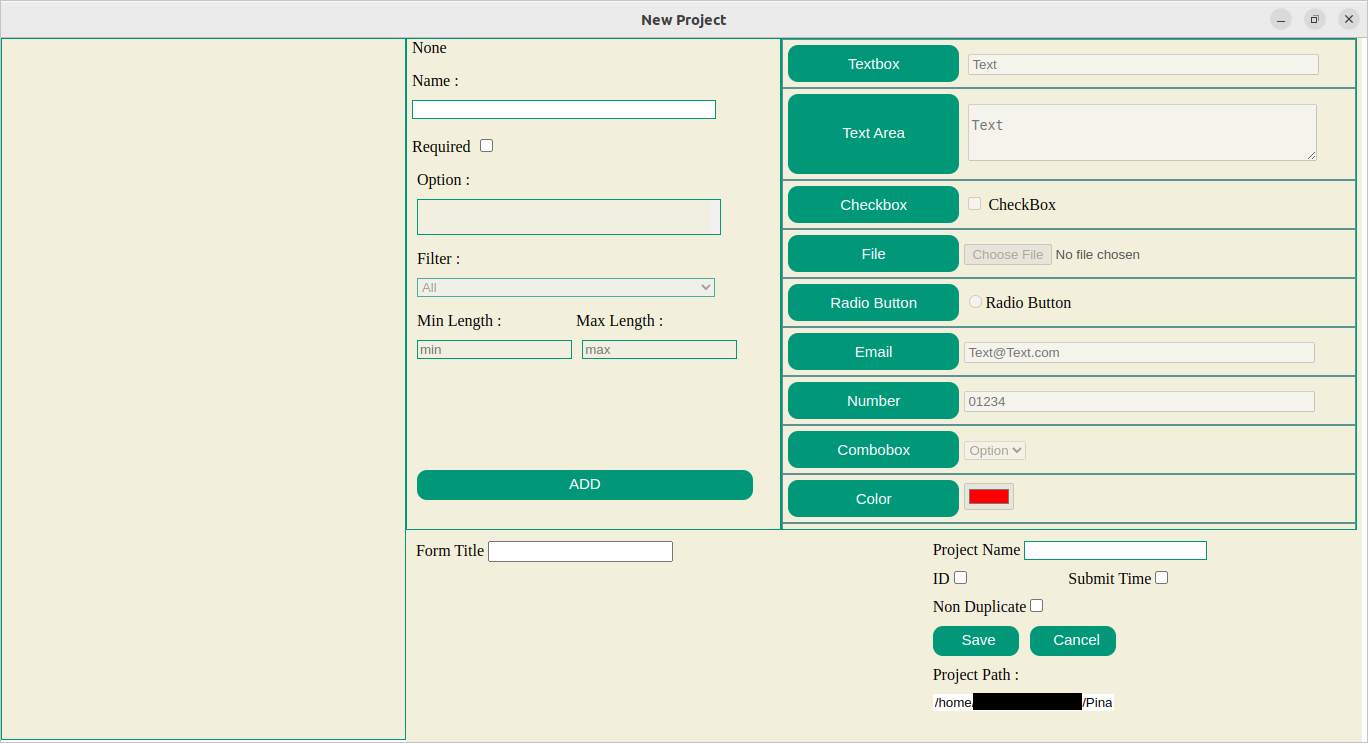 New Project
None
Name :
Required
Option :
Filter :
All
Min Length : Max Length :
min max
ADD
Textbox Text
Text Area Text
Checkbox CheckBox
File Choose File No file chosen
Radio Button Radio Button
Email Text@Text.com
Number 01234
Combobox Option
Color
Form Title
Project Name
ID Submit Time
Non Duplicate
Save Cancel
Project Path :
/home/ /Pina